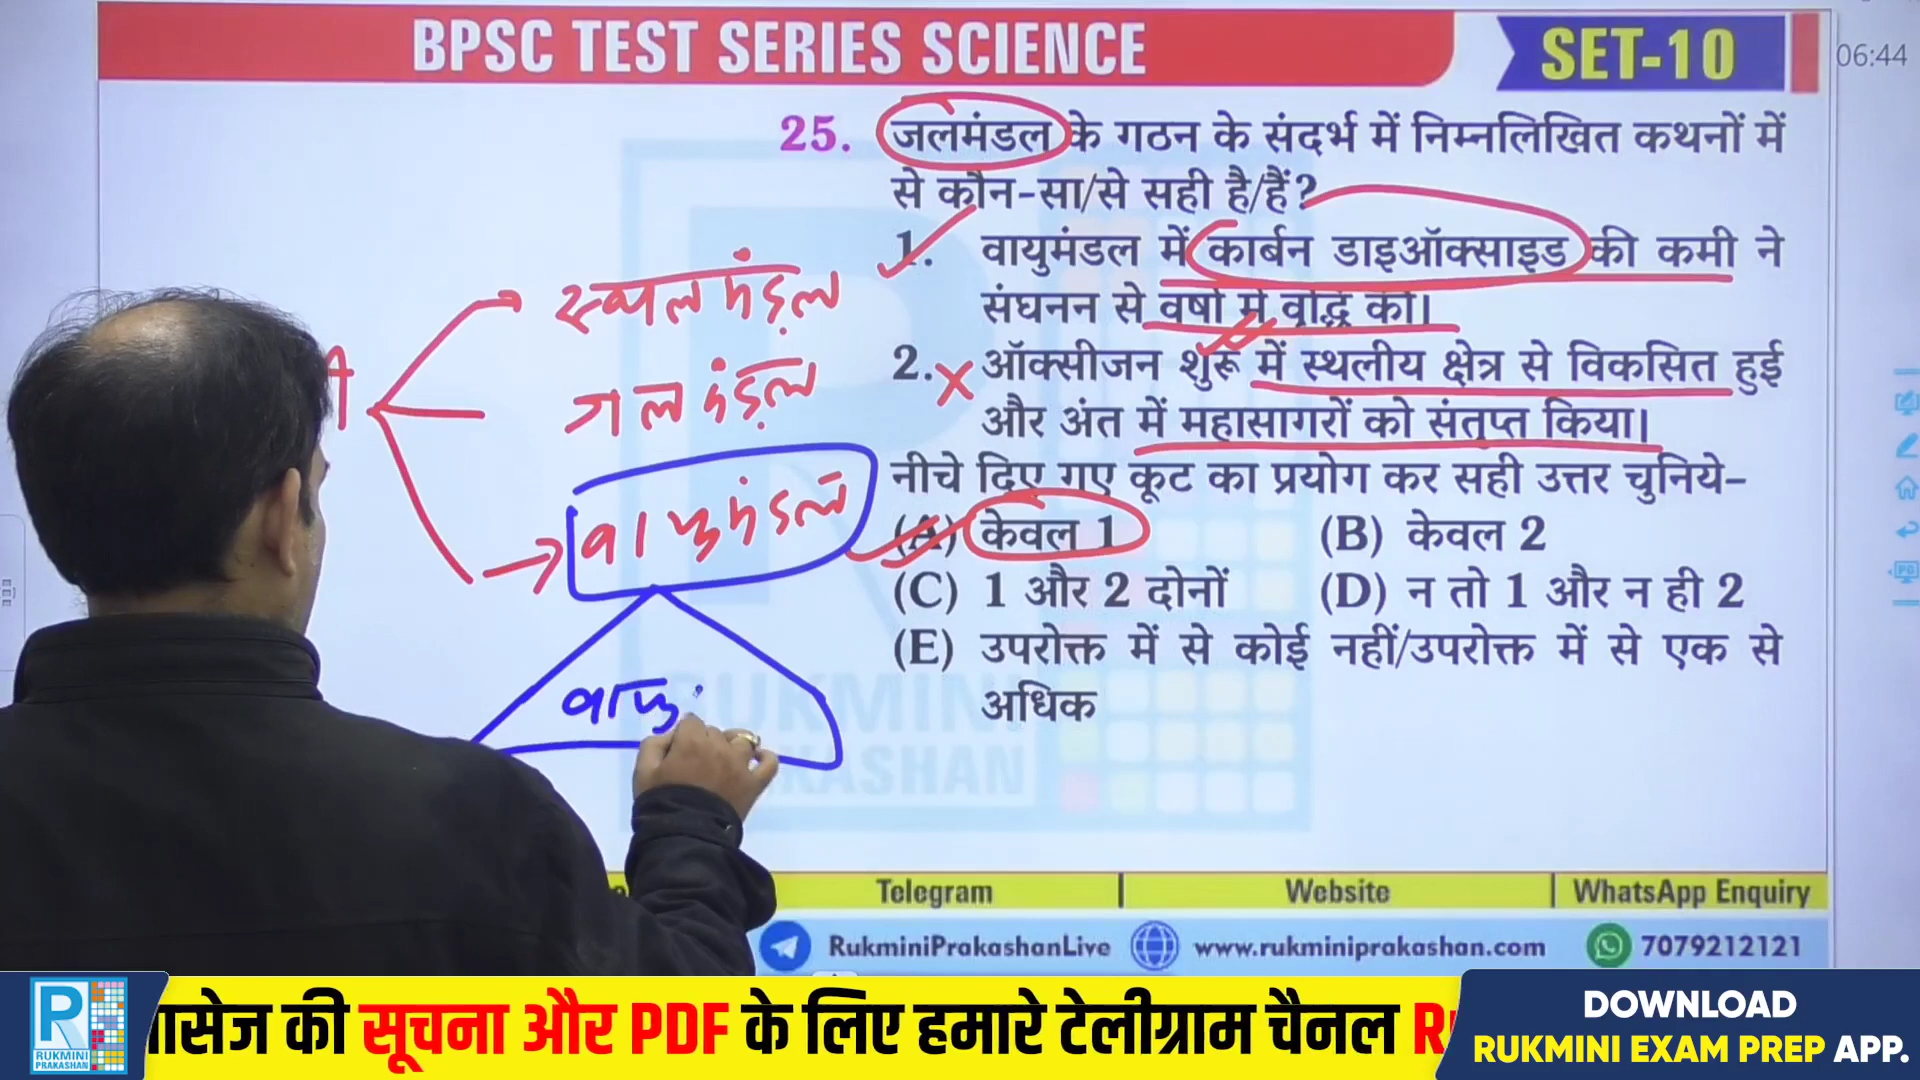 BPSC TEST SERIES SCIENCE
SET-10
06:44
25. जलमंडल के गठन के संदर्भ में निम्नलिखित कथनों में
से कौन-सा/से सही है/हैं?
1. वायुमंडल में कार्बन डाइऑक्साइड की कमी ने
संघनन से वर्षा में वृद्धि की।
2. ऑक्सीजन शुरू में स्थलीय क्षेत्र से विकसित हुई
और अंत में महासागरों को संतृप्त किया।
नीचे दिए गए कूट का प्रयोग कर सही उत्तर चुनिये-
(A) केवल 1
(B) केवल 2
(C) 1 और 2 दोनों
(D) न तो 1 और न ही 2
(E) उपरोक्त में से कोई नहीं/उपरोक्त में से एक से
अधिक
स्थलमंडल
जलमंडल
वायुमंडल
वायु
RUKMINI
PRAKASHAN
Telegram | Website | WhatsApp Enquiry
RukminiPrakashanLive www.rukminiprakashan.com 7079212121
R
RUKMINI
PRAKASHAN
की सूचना और PDF के लिए हमारे टेलीग्राम चैनल
DOWNLOAD
RUKMINI EXAM PREP APP.